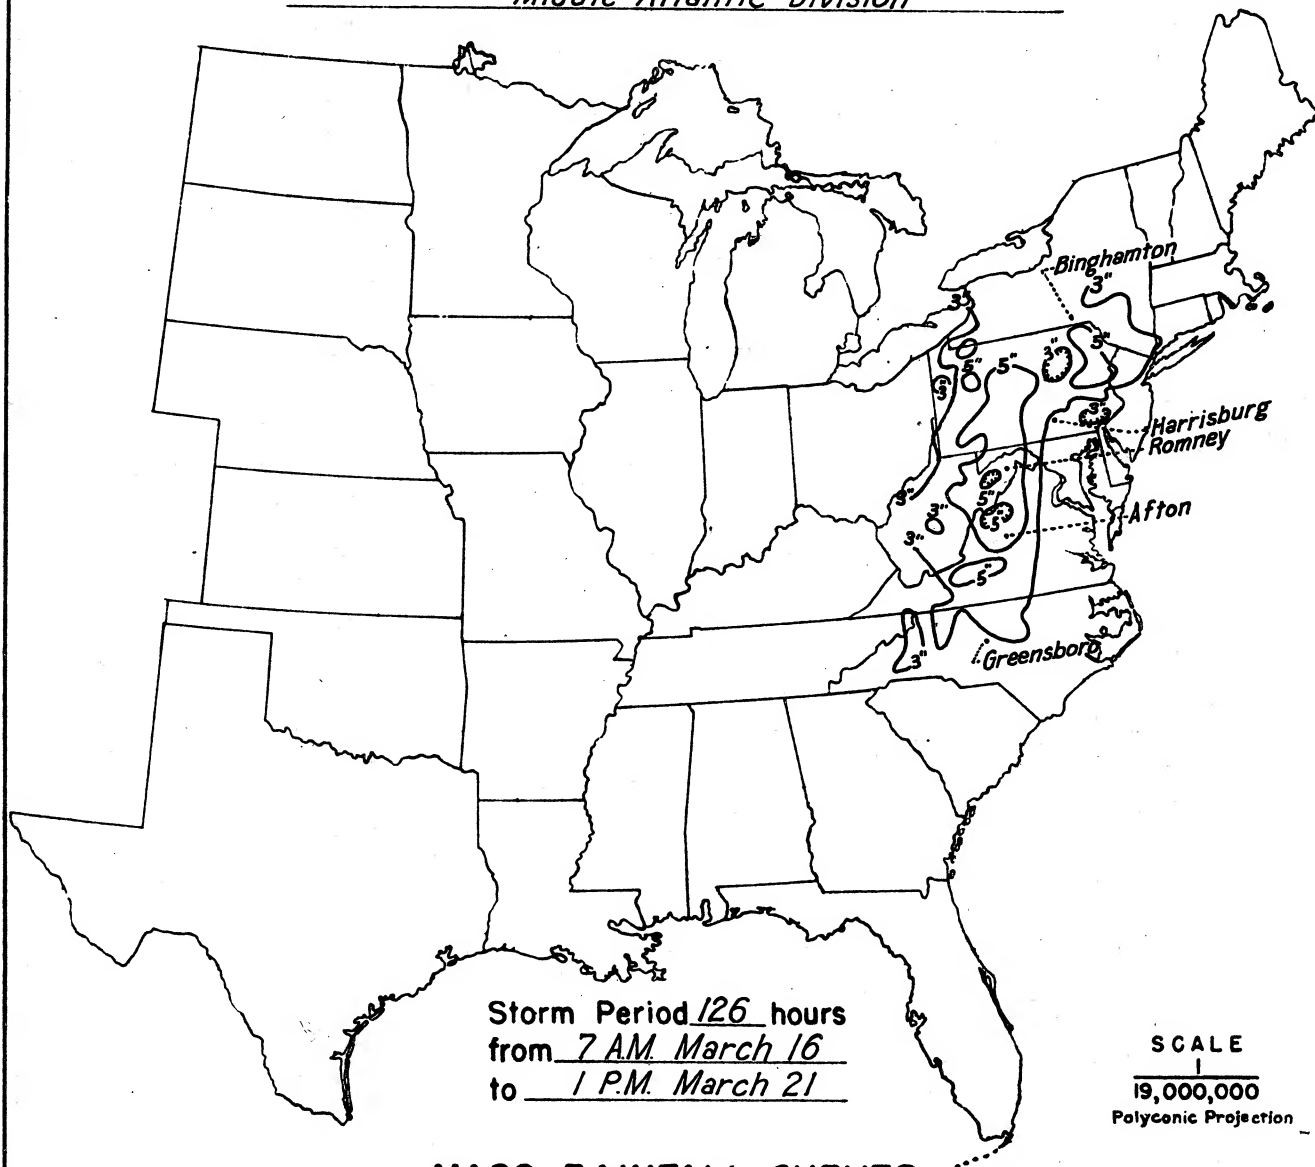 Middle Atlantic Division
Binghamton
3"
3"
5"
3"
5"
5"
3
3"
Harrisburg
Romney
3"
5"
3"
5"
Afton
3"
5"
3"
Greensboro
Storm Period 126 hours
from 7 A.M. March 16
to 1 P.M. March 21
SCALE
1
19,000,000
Polyconic Projection
MASS RAINFALL CURVES